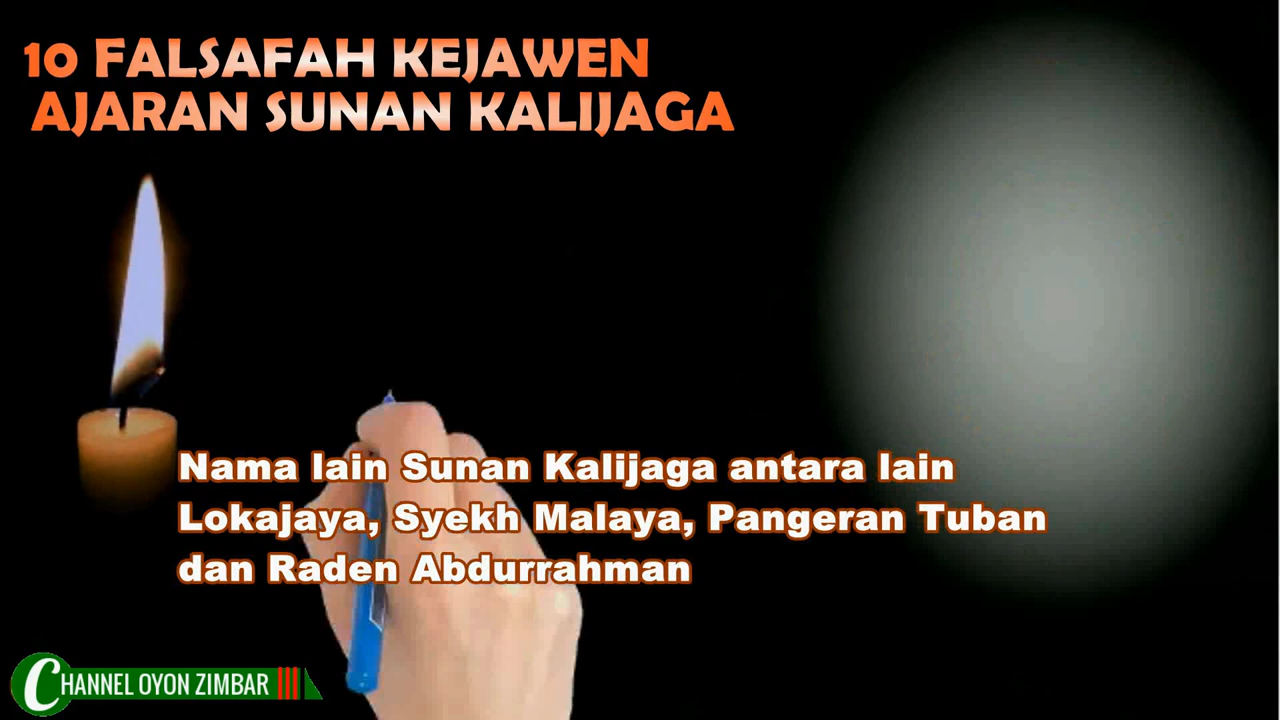 10 FALSAFAH KEJAWEN
AJARAN SUNAN KALIJAGA
Nama lain Sunan Kalijaga antara lain
Lokajaya, Syekh Malaya, Pangeran Tuban
dan Raden Abdurrahman
CHANNEL OYON ZIMBAR